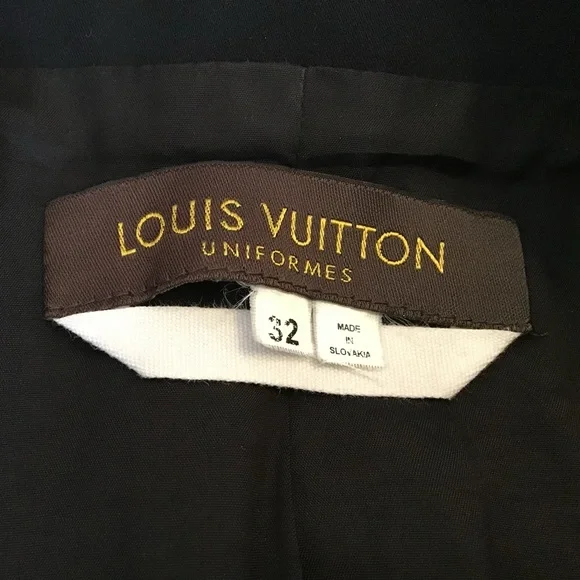 LOUIS VUITTON
UNIFORMES
32
MADE
IN
SLOVAKIA